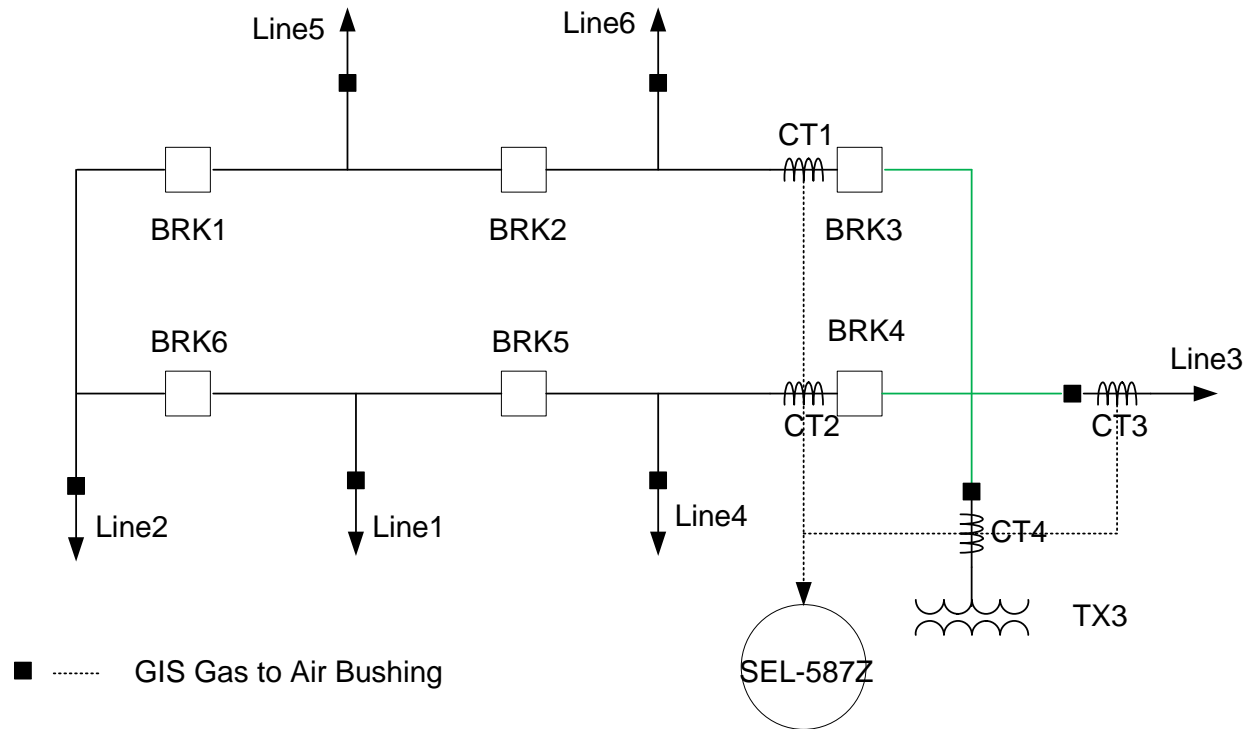 Line5
Line6
CT1
BRK1
BRK2
BRK3
BRK6
BRK5
BRK4
Line3
CT2
CT3
Line2
Line1
Line4
CT4
TX3
GIS Gas to Air Bushing
SEL-587Z